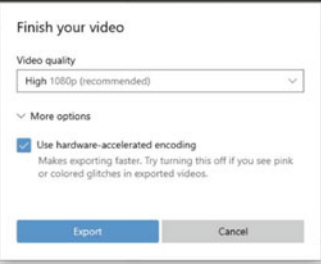 Finish your video
Video quality
High 1080p (recommended)
More options
Use hardware-accelerated encoding
Makes exporting faster. Try turning this off if you see pink
or colored glitches in exported videos.
Export Cancel